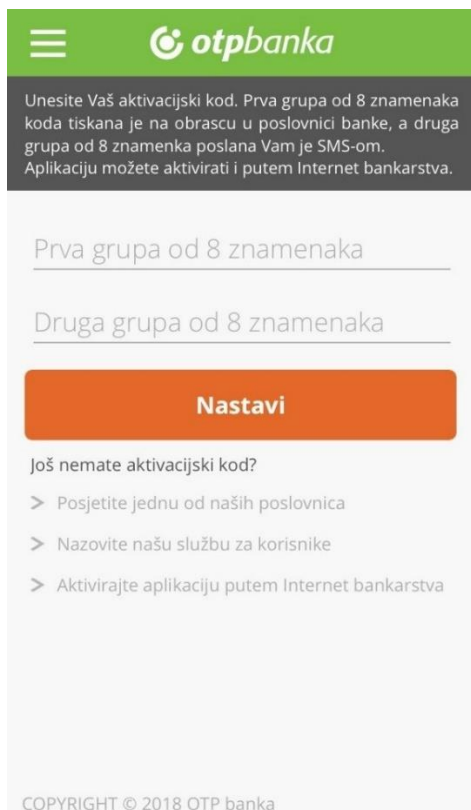 otpbanka
Unesite Vaš aktivacijski kod. Prva grupa od 8 znamenaka
koda tiskana je na obrascu u poslovnici banke, a druga
grupa od 8 znamenka poslana Vam je SMS-om.
Aplikaciju možete aktivirati i putem Internet bankarstva.
Prva grupa od 8 znamenaka
Druga grupa od 8 znamenaka
Nastavi
Još nemate aktivacijski kod?
> Posjetite jednu od naših poslovnica
> Nazovite našu službu za korisnike
> Aktivirajte aplikaciju putem Internet bankarstva
COPYRIGHT © 2018 OTP banka